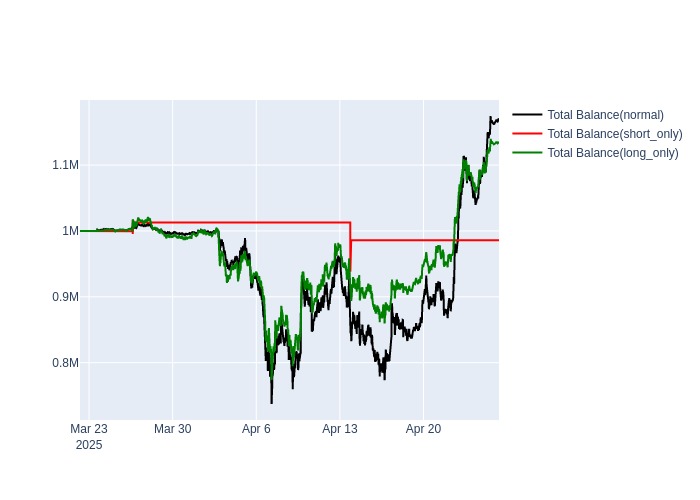 Total Balance(normal)
Total Balance(short_only)
Total Balance(long_only)
1.1M
1M
0.9M
0.8M
Mar 23
2025
Mar 30
Apr 6
Apr 13
Apr 20